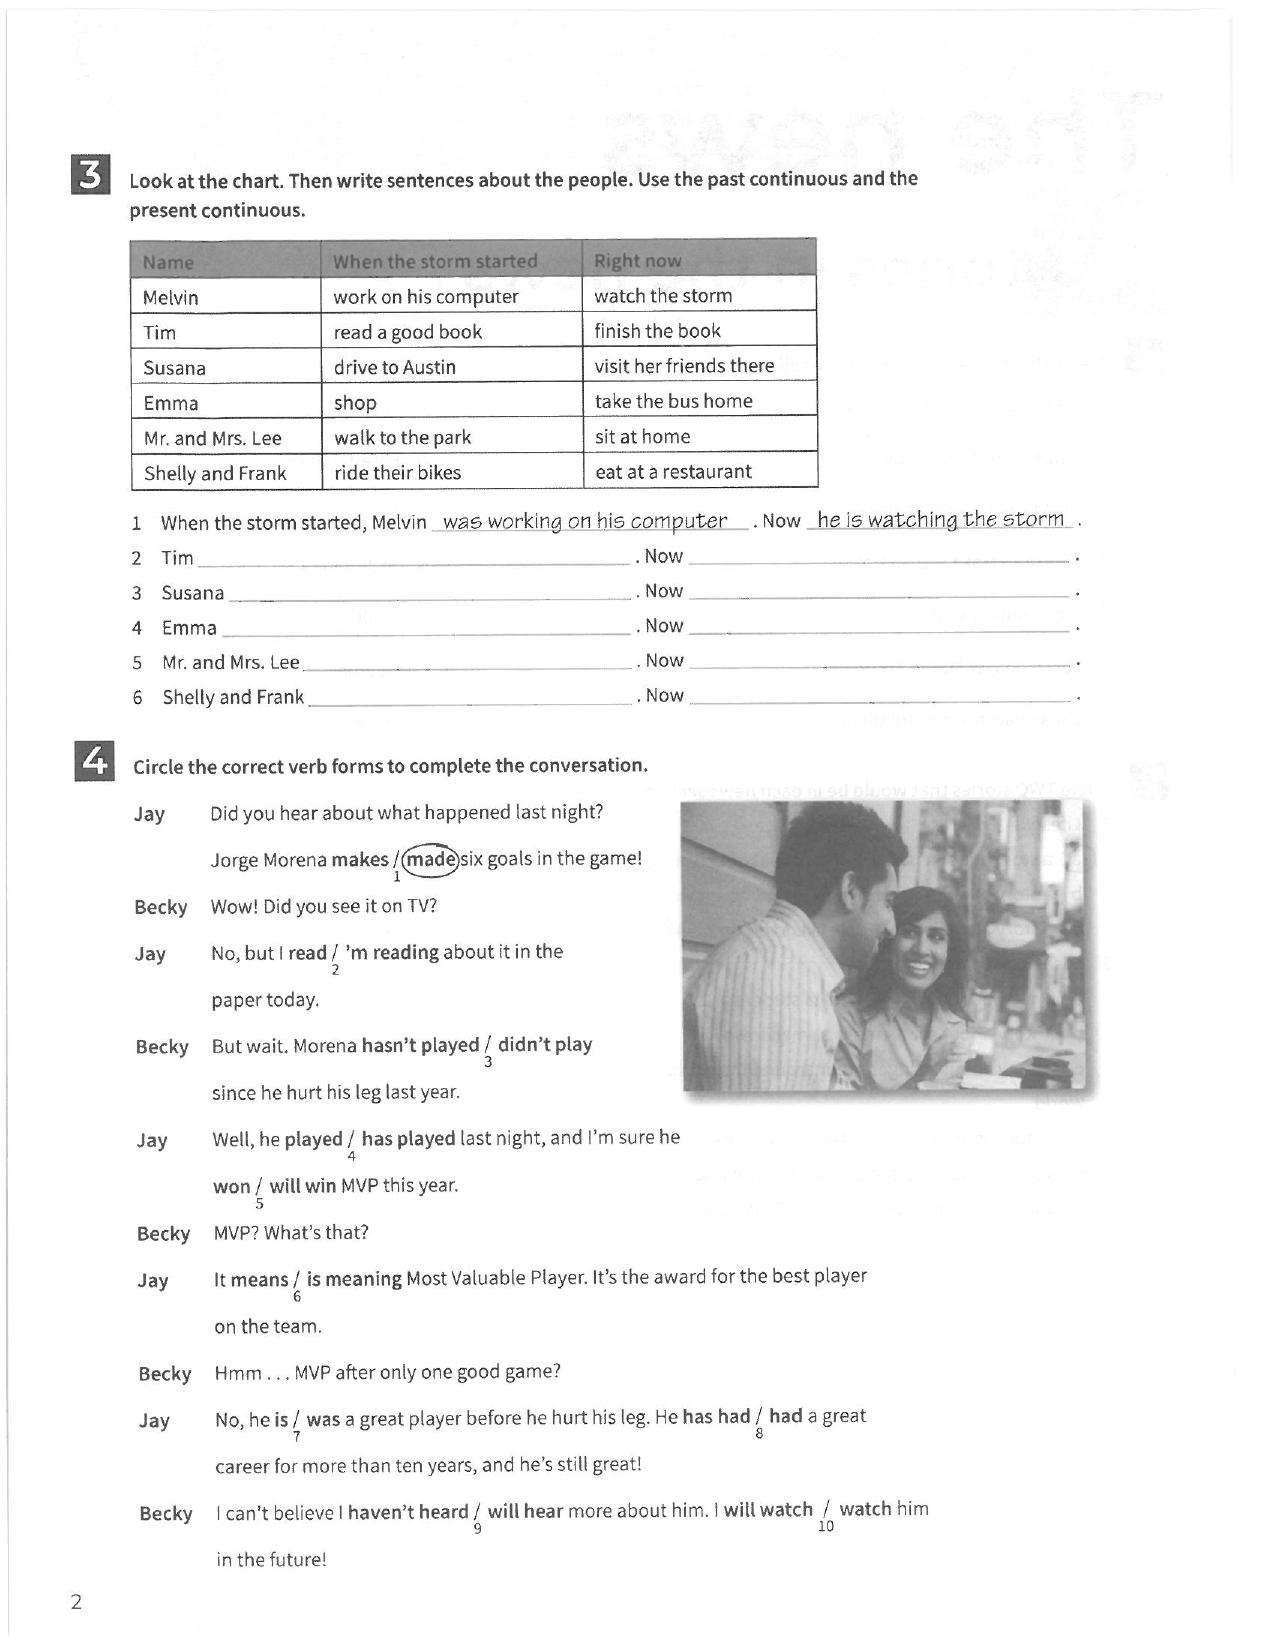 3 Look at the chart. Then write sentences about the people. Use the past continuous and the
present continuous.
Name When the storm started Right now
Melvin work on his computer watch the storm
Tim read a good book finish the book
Susana drive to Austin visit her friends there
Emma shop take the bus home
Mr. and Mrs. Lee walk to the park sit at home
Shelly and Frank ride their bikes eat at a restaurant
1 When the storm started, Melvin was working on his computer . Now he is watching the storm .
2 Tim . Now .
3 Susana . Now .
4 Emma . Now .
5 Mr. and Mrs. Lee . Now .
6 Shelly and Frank . Now .
4 Circle the correct verb forms to complete the conversation.
Jay Did you hear about what happened last night?
Jorge Morena makes / made six goals in the game!
1
Becky Wow! Did you see it on TV?
Jay No, but I read / 'm reading about it in the
2
paper today.
Becky But wait. Morena hasn't played / didn't play
3
since he hurt his leg last year.
Jay Well, he played / has played last night, and I'm sure he
4
won / will win MVP this year.
5
Becky MVP? What's that?
Jay It means / is meaning Most Valuable Player. It's the award for the best player
6
on the team.
Becky Hmm . . . MVP after only one good game?
Jay No, he is / was a great player before he hurt his leg. He has had / had a great
7 8
career for more than ten years, and he's still great!
Becky I can't believe I haven't heard / will hear more about him. I will watch / watch him
9 10
in the future!
2